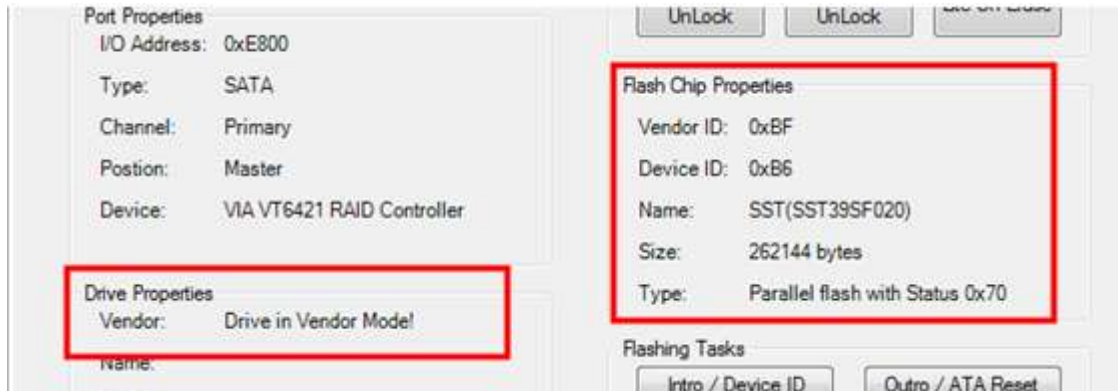 Port Properties
I/O Address: 0xE800
Type: SATA
Channel: Primary
Postion: Master
Device: VIA VT6421 RAID Controller
Drive Properties
Vendor: Drive in Vendor Mode!
Name:
UnLock UnLock
Flash Chip Properties
Vendor ID: 0xBF
Device ID: 0xB6
Name: SST(SST39SF020)
Size: 262144 bytes
Type: Parallel flash with Status 0x70
Flashing Tasks
Intro / Device ID Outro / ATA Reset